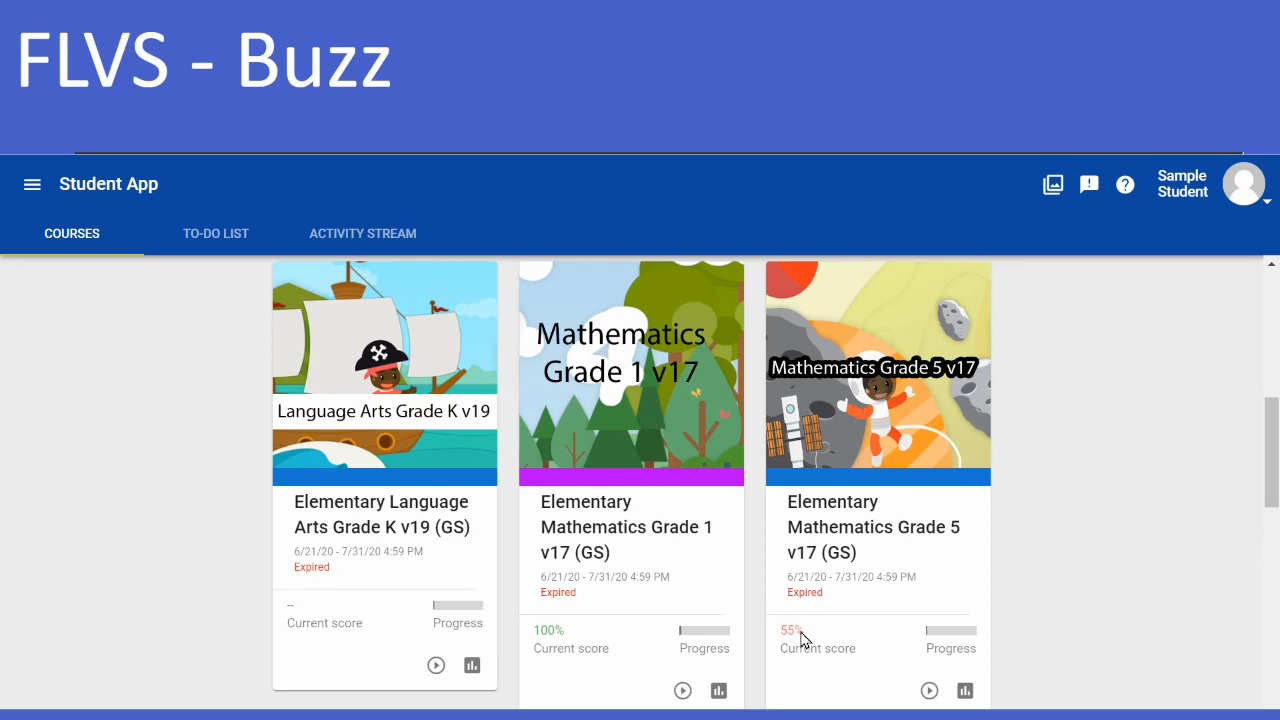 FLVS - Buzz
Student App
Sample
Student
COURSES
TO-DO LIST
ACTIVITY STREAM
Language Arts Grade K v19
Elementary Language
Arts Grade K v19 (GS)
6/21/20 - 7/31/20 4:59 PM
Expired
--
Current score
Progress
Mathematics
Grade 1 v17
Elementary
Mathematics Grade 1
v17 (GS)
6/21/20 - 7/31/20 4:59 PM
Expired
100%
Current score
Progress
Mathematics Grade 5 v17
Elementary
Mathematics Grade 5
v17 (GS)
6/21/20 - 7/31/20 4:59 PM
Expired
55%
Current score
Progress